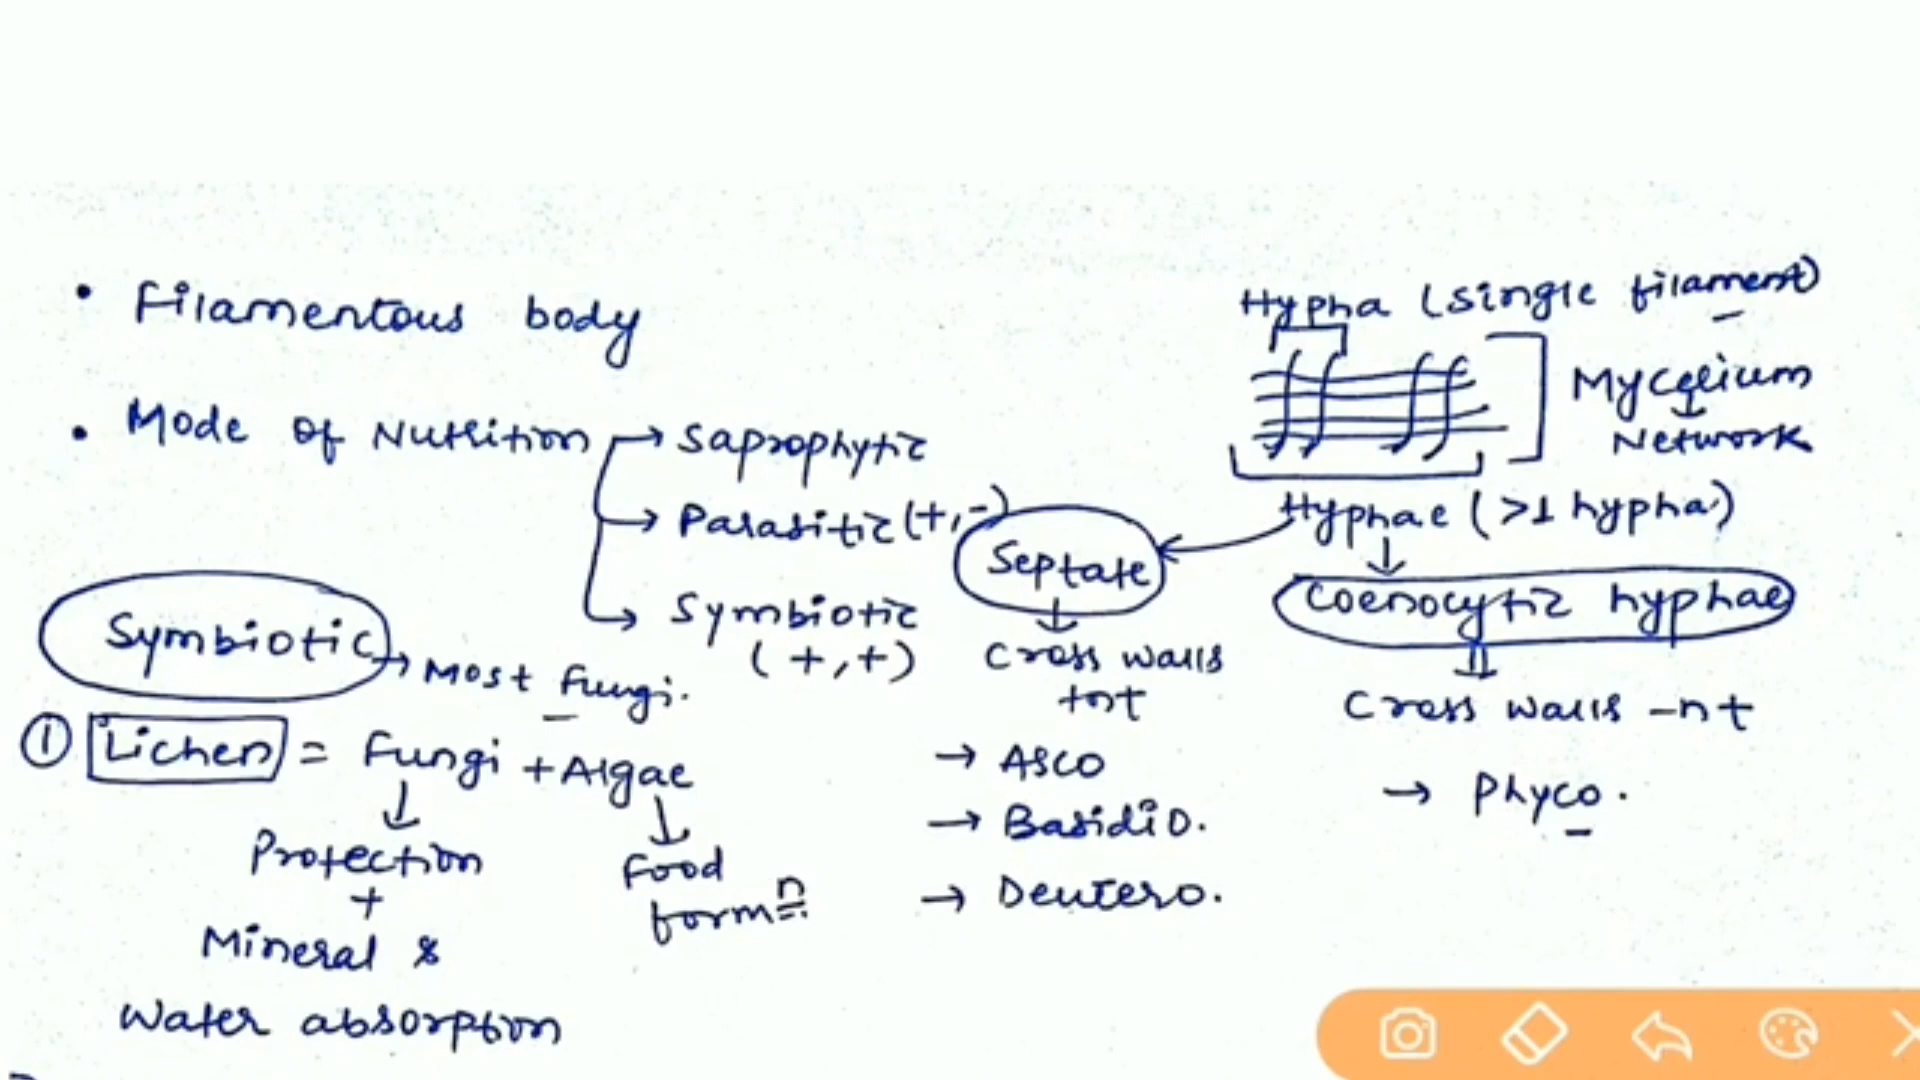 • Filamentous body
• Mode of Nutrition → Saprophytic
→ Parasitic (+,-)
→ Symbiotic
(+,+)
Symbiotic → Most fungi.
① Lichen = Fungi + Algae
↓
Protection
+
Mineral &
Water absorption
↓
Food
form n
Hypha (single filament)
Mycelium
↓
Network
Hyphae (>1 hypha)
Septate
↓
Cross walls
tnt
→ Asco
→ Basidio.
→ Deutero.
↓
Coenocytic hyphae
⇓
Cross walls -nt
→ Phyco.